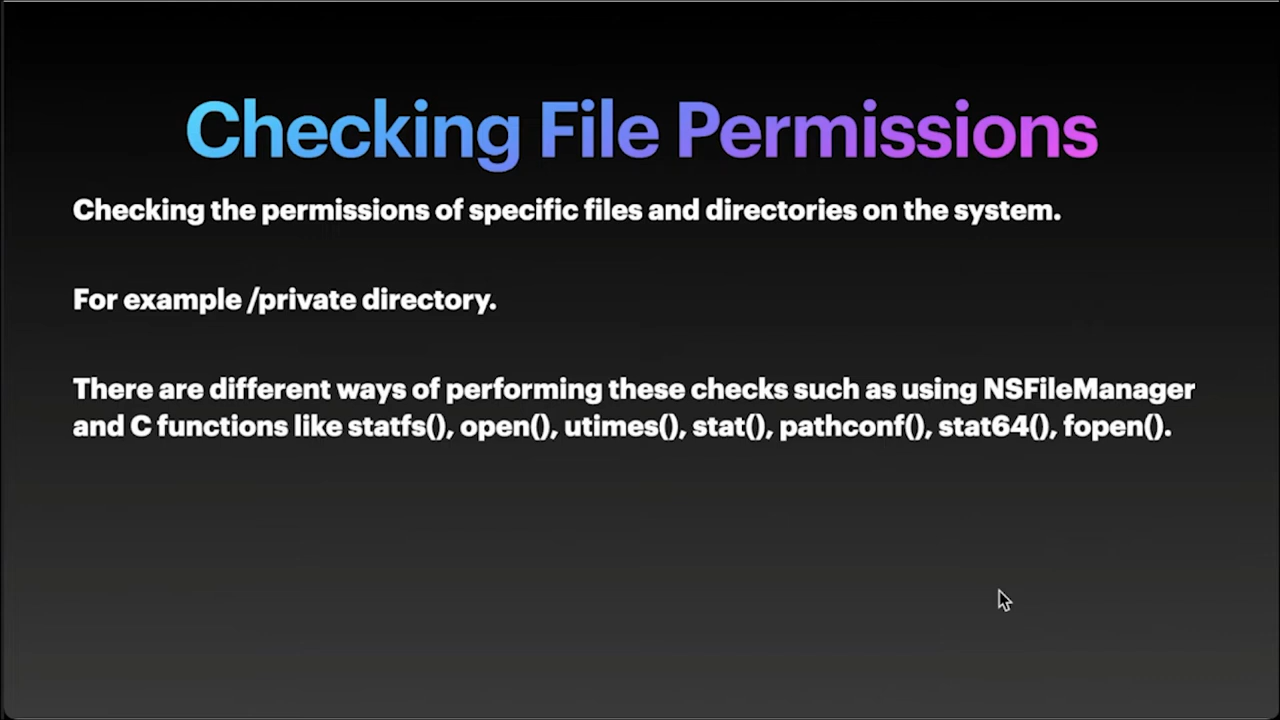 Checking File Permissions
Checking the permissions of specific files and directories on the system.
For example /private directory.
There are different ways of performing these checks such as using NSFileManager
and C functions like statfs(), open(), utimes(), stat(), pathconf(), stat64(), fopen().